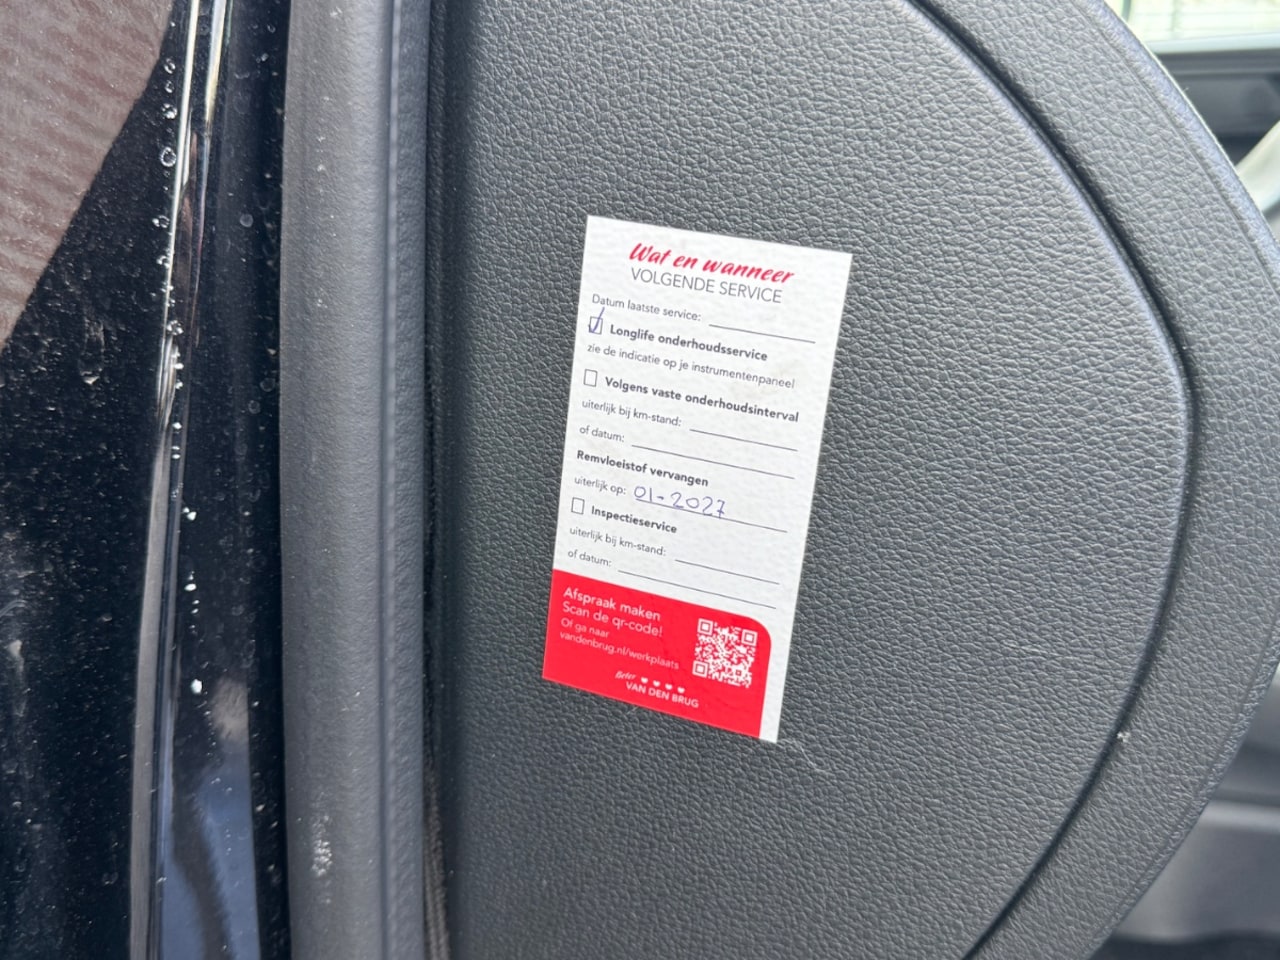 Wat en wanneer
VOLGENDE SERVICE
Datum laatste service:
Longlife onderhoudsservice
zie de indicatie op je instrumentenpaneel
Volgens vaste onderhoudsinterval
uiterlijk bij km-stand:
of datum:
Remvloeistof vervangen
uiterlijk op: 01-2027
Inspectieservice
uiterlijk bij km-stand:
of datum:
Afspraak maken
Scan de qr-code!
Of ga naar
vandenbrug.nl/werkplaats
Beter
VAN DEN BRUG